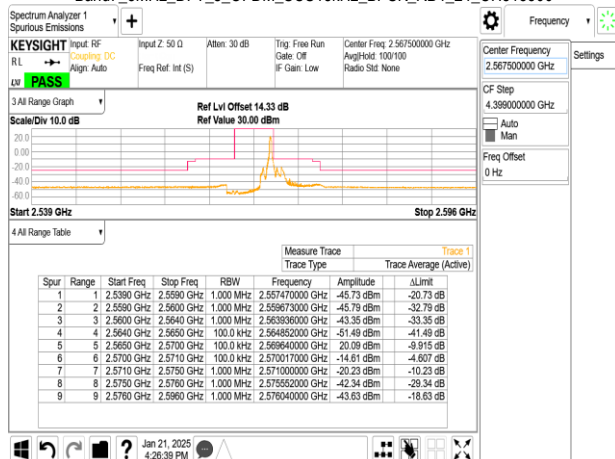 Spectrum Analyzer 1
Spurious Emissions
+
Frequency
KEYSIGHT
RL
PASS
Input: RF
Coupling: DC
Align: Auto
Input Z: 50 Ω
Freq Ref: Int (S)
Atten: 30 dB
Trig: Free Run
Gate: Off
IF Gain: Low
Center Freq: 2.567500000 GHz
Avg|Hold: 100/100
Radio Std: None
Center Frequency
2.567500000 GHz
Settings
CF Step
4.399000000 GHz
Auto
Man
Freq Offset
0 Hz
3 All Range Graph
Scale/Div 10.0 dB
Ref Lvl Offset 14.33 dB
Ref Value 30.00 dBm
20.0
0.00
-20.0
-40.0
-60.0
Start 2.539 GHz
Stop 2.596 GHz
4 All Range Table
Measure Trace Trace 1
Trace Type Trace Average (Active)
Spur Range Start Freq Stop Freq RBW Frequency Amplitude ΔLimit
1 1 2.5390 GHz 2.5590 GHz 1.000 MHz 2.557470000 GHz -45.73 dBm -20.73 dB
2 2 2.5590 GHz 2.5600 GHz 1.000 MHz 2.559673000 GHz -45.79 dBm -32.79 dB
3 3 2.5600 GHz 2.5640 GHz 1.000 MHz 2.563936000 GHz -43.35 dBm -33.35 dB
4 4 2.5640 GHz 2.5650 GHz 100.0 kHz 2.564852000 GHz -51.49 dBm -41.49 dB
5 5 2.5650 GHz 2.5700 GHz 100.0 kHz 2.569640000 GHz 20.09 dBm -9.915 dB
6 6 2.5700 GHz 2.5710 GHz 100.0 kHz 2.570017000 GHz -14.61 dBm -4.607 dB
7 7 2.5710 GHz 2.5750 GHz 1.000 MHz 2.571000000 GHz -20.23 dBm -10.23 dB
8 8 2.5750 GHz 2.5760 GHz 1.000 MHz 2.575552000 GHz -42.34 dBm -29.34 dB
9 9 2.5760 GHz 2.5960 GHz 1.000 MHz 2.576040000 GHz -43.63 dBm -18.63 dB
?
Jan 21, 2025
4:26:39 PM